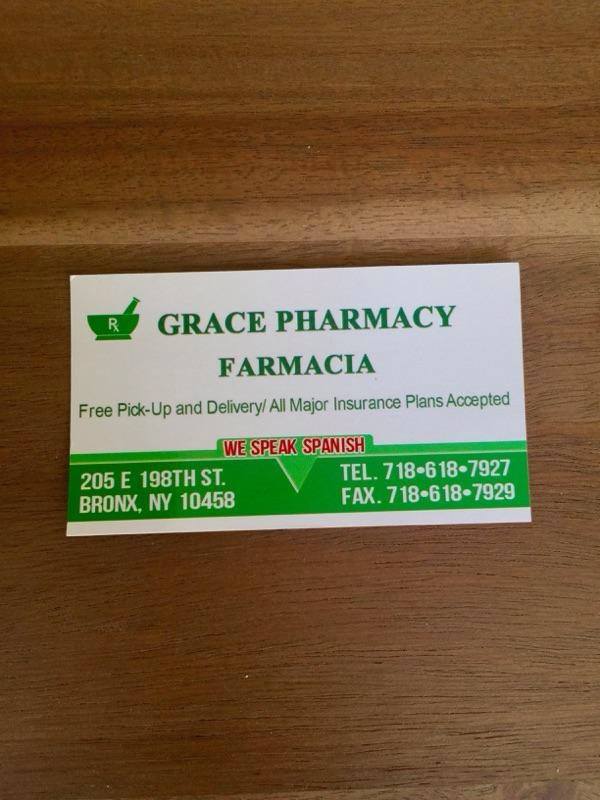 Rx
GRACE PHARMACY
FARMACIA
Free Pick-Up and Delivery/ All Major Insurance Plans Accepted
WE SPEAK SPANISH
205 E 198TH ST.
BRONX, NY 10458
TEL. 718•618•7927
FAX. 718•618•7929